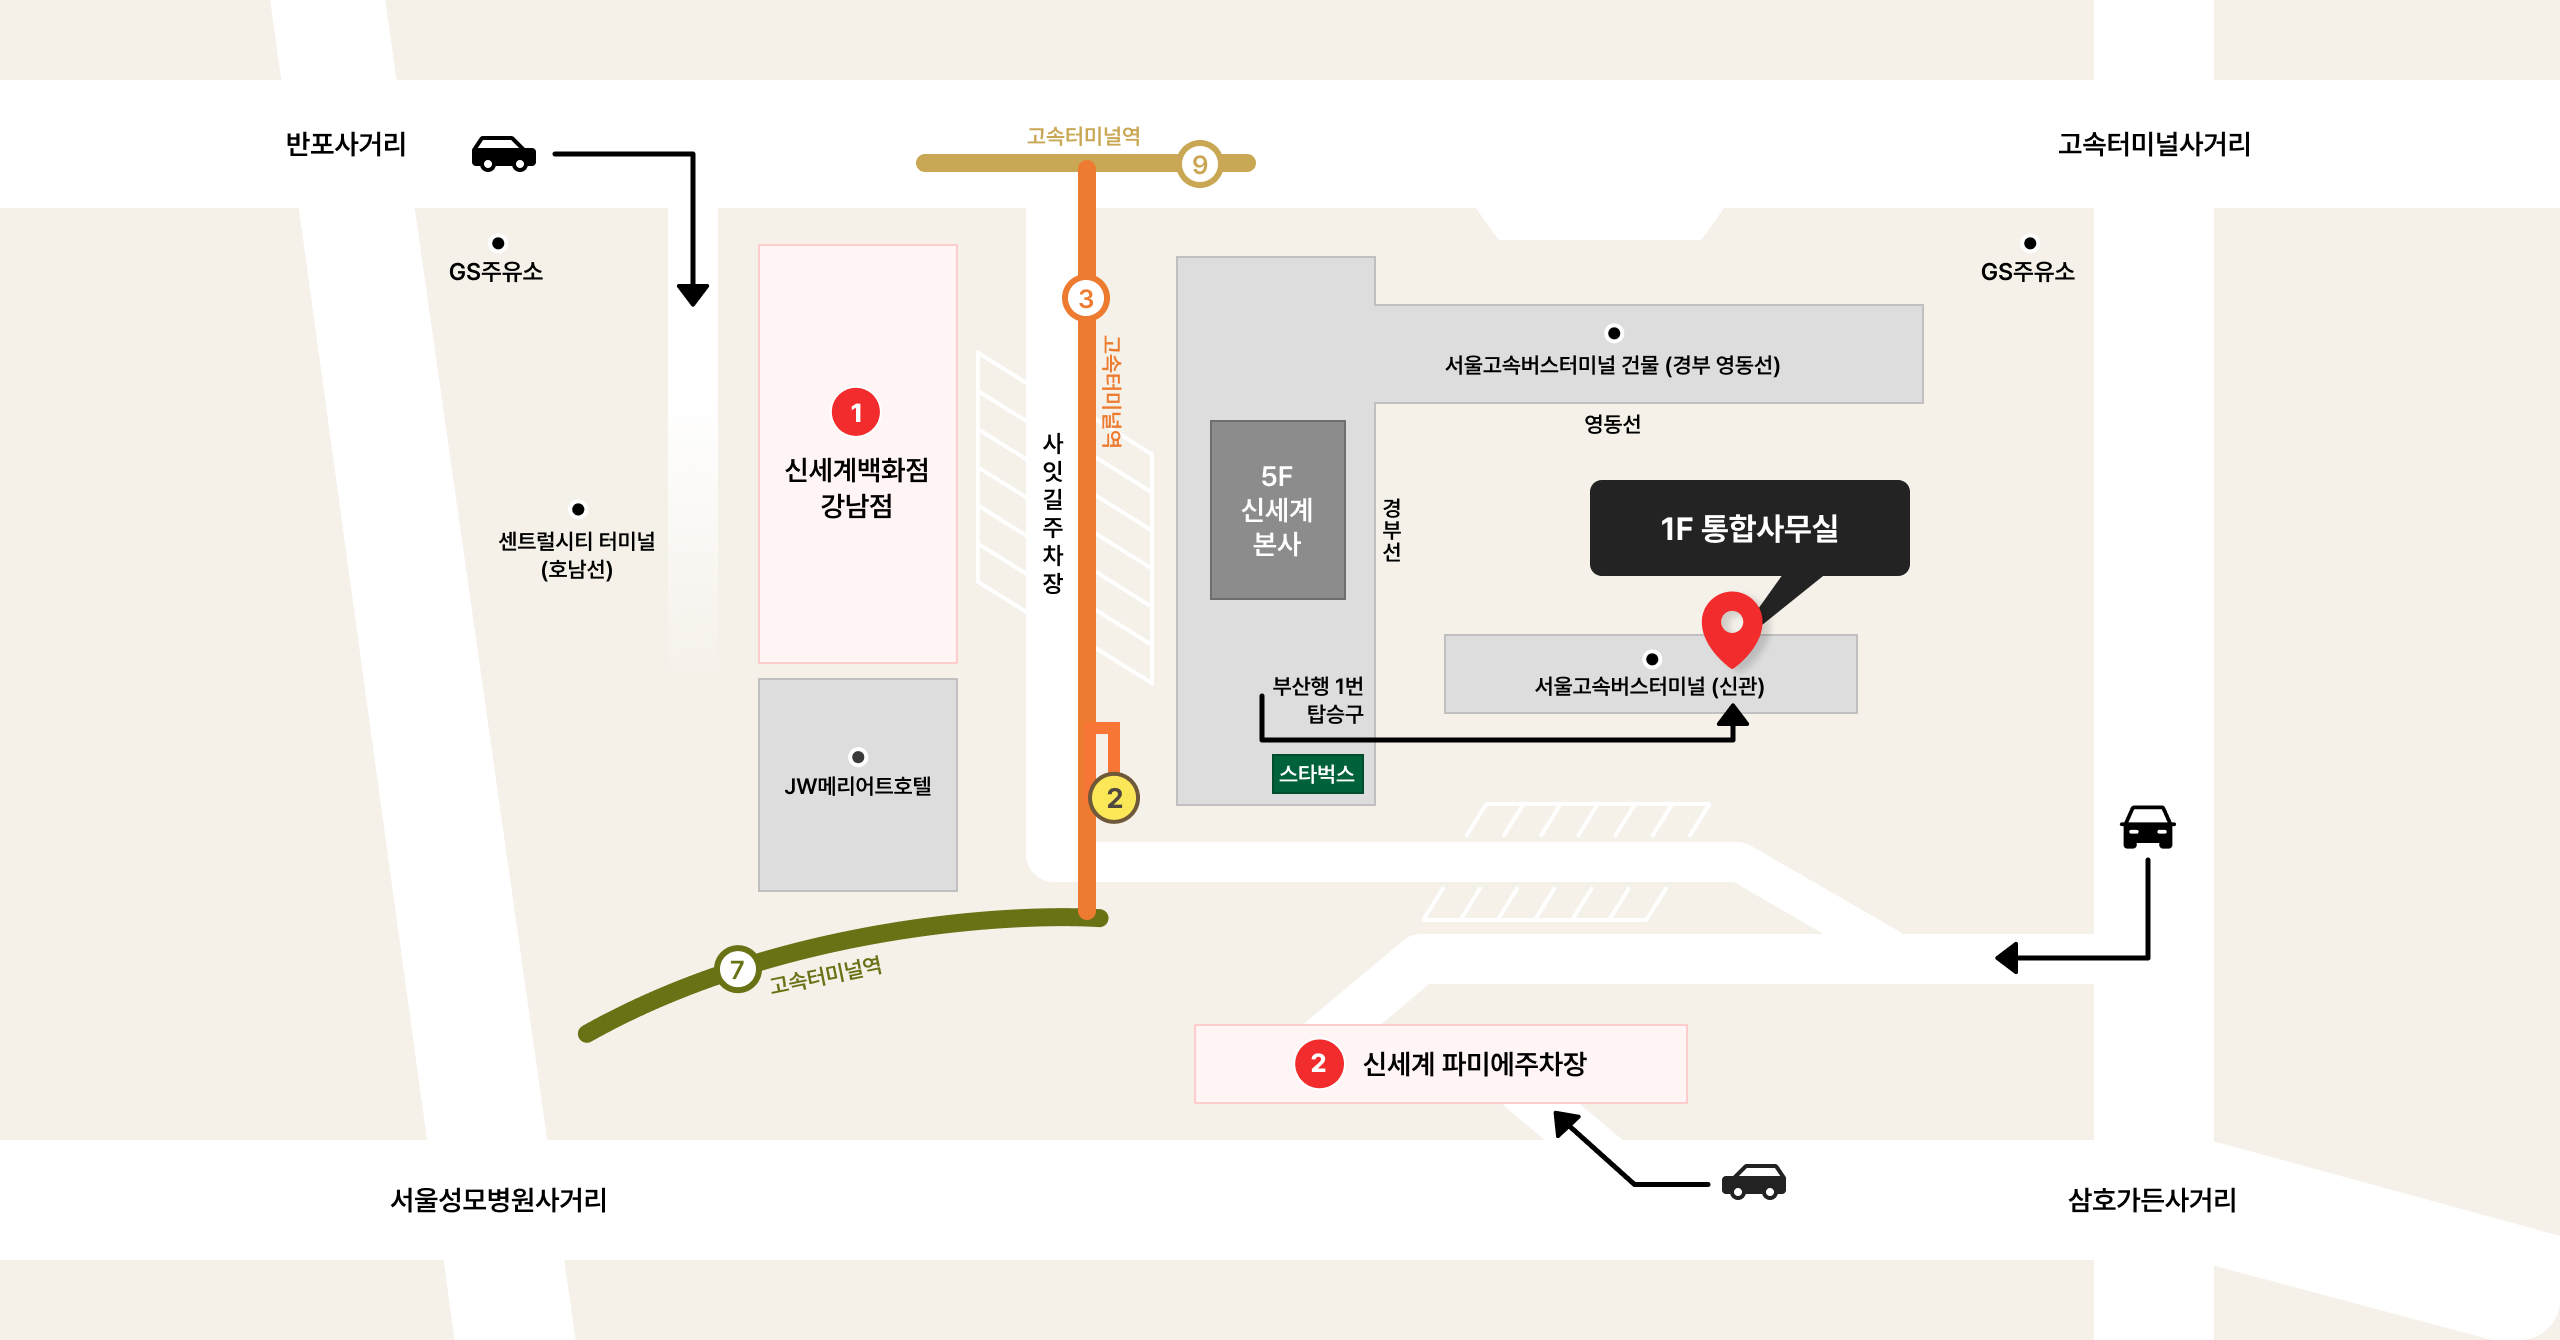 고속터미널역
9
반포사거리
고속터미널사거리
GS주유소
GS주유소
3
고속터미널역
서울고속버스터미널 건물 (경부 영동선)
영동선
1
신세계백화점
강남점
사잇길주차장
5F
신세계
본사
경부선
1F 통합사무실
센트럴시티 터미널
(호남선)
부산행 1번
탑승구
서울고속버스터미널 (신관)
스타벅스
JW메리어트호텔
2
7
고속터미널역
2 신세계 파미에주차장
서울성모병원사거리
삼호가든사거리